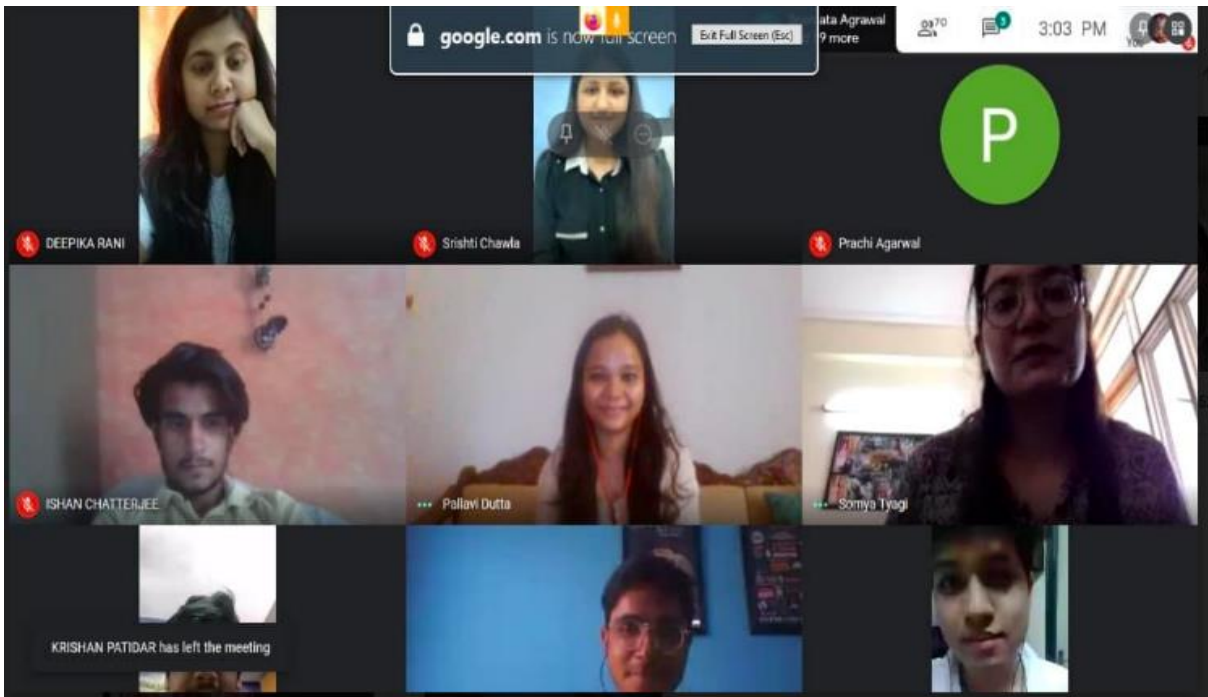 google.com is now full screen
Exit Full Screen (Esc)
ata Agrawal
9 more
70
3
3:03 PM
You
P
DEEPIKA RANI
Srishti Chawla
Prachi Agarwal
ISHAN CHATTERJEE
Pallavi Dutta
Somya Tyagi
KRISHAN PATIDAR has left the meeting